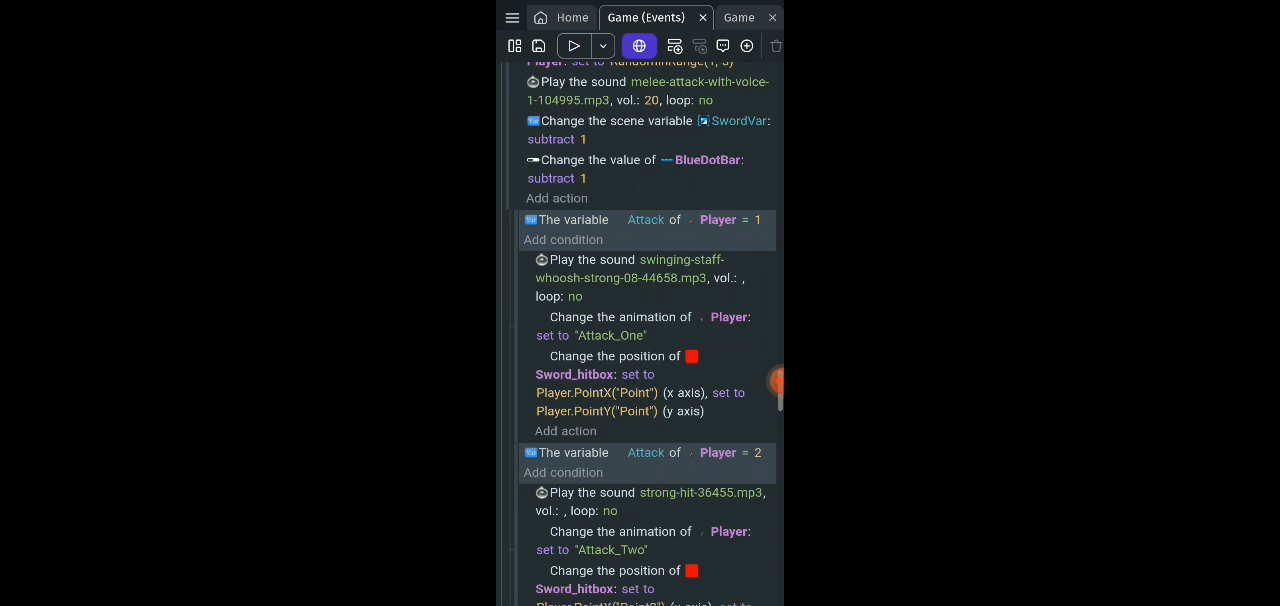 Home
Game (Events)
Game
Player: set to RandomInRange(1, 3)
Play the sound melee-attack-with-voice-
1-104995.mp3, vol.: 20, loop: no
Change the scene variable SwordVar:
subtract 1
Change the value of BlueDotBar:
subtract 1
Add action
The variable Attack of Player = 1
Add condition
Play the sound swinging-staff-
whoosh-strong-08-44658.mp3, vol.: ,
loop: no
Change the animation of Player:
set to "Attack_One"
Change the position of
Sword_hitbox: set to
Player.PointX("Point") (x axis), set to
Player.PointY("Point") (y axis)
Add action
The variable Attack of Player = 2
Add condition
Play the sound strong-hit-36455.mp3,
vol.: , loop: no
Change the animation of Player:
set to "Attack_Two"
Change the position of
Sword_hitbox: set to